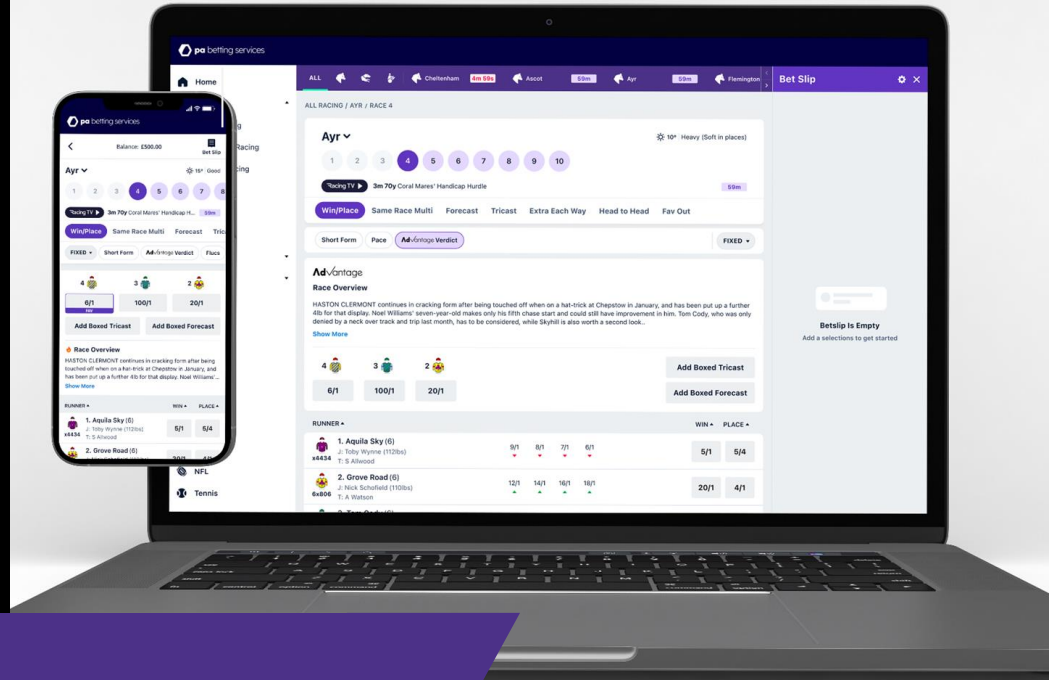 pa betting services
Home
ALL Cheltenham 4m 59s Ascot 59m Ayr 59m Flemington
Bet Slip
ALL RACING / AYR / RACE 4
Ayr
10° Heavy (Soft in places)
1 2 3 4 5 6 7 8 9 10
Racing TV 3m 70y Coral Mares' Handicap Hurdle 59m
Win/Place Same Race Multi Forecast Tricast Extra Each Way Head to Head Fav Out
Short Form Pace Advantage Verdict FIXED
Advantage
Race Overview
HASTON CLERMONT continues in cracking form after being touched off when on a hat-trick at Chepstow in January, and has been put up a further
4lb for that display. Noel Williams' seven-year-old makes only his fifth chase start and could still have improvement in him. Tom Cody, who was only
denied by a neck over track and trip last month, has to be considered, while Skyhill is also worth a second look..
Show More
4 3 2
6/1 100/1 20/1
Add Boxed Tricast
Add Boxed Forecast
RUNNER WIN PLACE
1. Aquila Sky (6)
J: Toby Wynne (112lbs)
T: S Allwood
x4434
9/1 8/1 7/1 6/1
5/1 5/4
2. Grove Road (6)
J: Nick Schofield (110lbs)
T: A Watson
6x806
12/1 14/1 16/1 18/1
20/1 4/1
Betslip Is Empty
Add a selections to get started
Racing
NFL
Tennis
pa betting services
Balance: £500.00
Bet Slip
Ayr
Good
1 2 3 4 5 6 7 8
Racing TV 3m 70y Coral Mares' Handicap H... 59m
Win/Place Same Race Multi Forecast Tric
FIXED Short Form Advantage Verdict Flucs
4 3 2
6/1 100/1 20/1
FAV
Add Boxed Tricast Add Boxed Forecast
Race Overview
HASTON CLERMONT continues in cracking form after being
touched off when on a hat-trick at Chepstow in January, and
has been put up a further 4lb for that display. Noel Williams'...
Show More
RUNNER WIN PLACE
1. Aquila Sky (6)
J: Toby Wynne (112lbs)
T: S Allwood
x4434
5/1 5/4
2. Grove Road (6)
control option command
command option